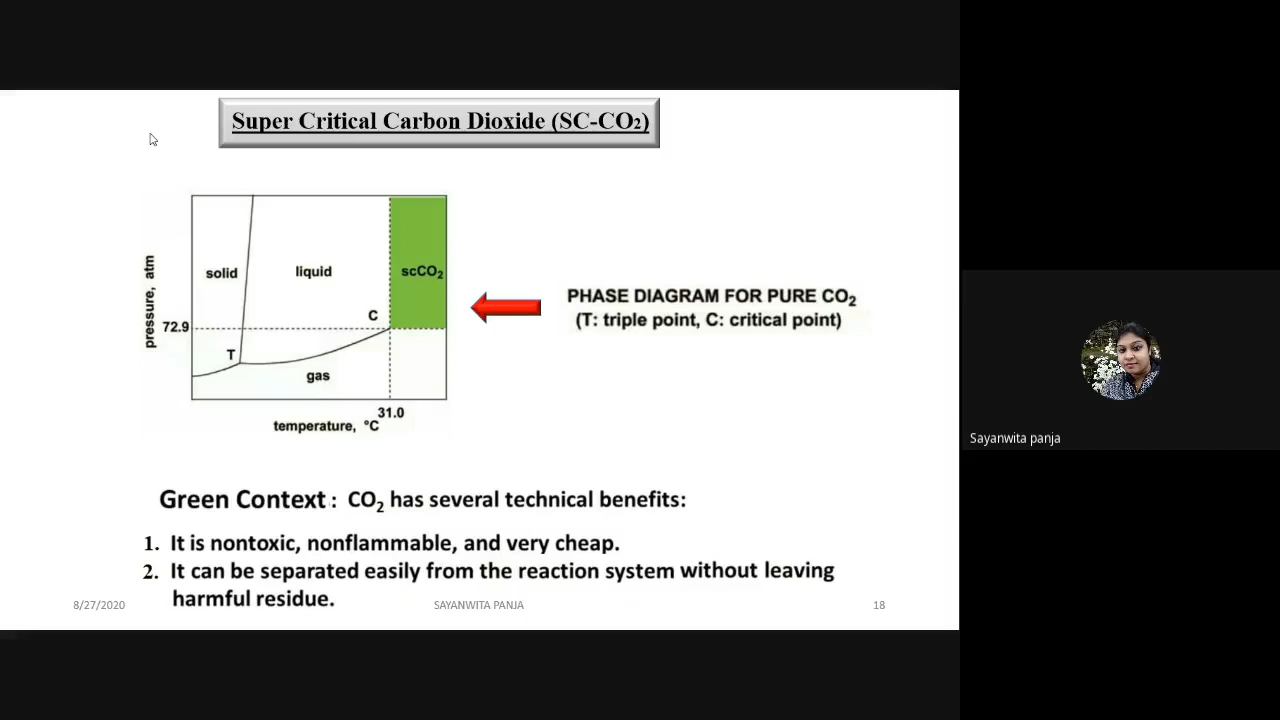 Super Critical Carbon Dioxide (SC-CO₂)
solid
liquid
scCO₂
pressure, atm
C
72.9
T
gas
31.0
temperature, °C
PHASE DIAGRAM FOR PURE CO₂
(T: triple point, C: critical point)
Sayanwita panja
Green Context : CO₂ has several technical benefits:
1. It is nontoxic, nonflammable, and very cheap.
2. It can be separated easily from the reaction system without leaving
harmful residue.
8/27/2020
SAYANWITA PANJA
18